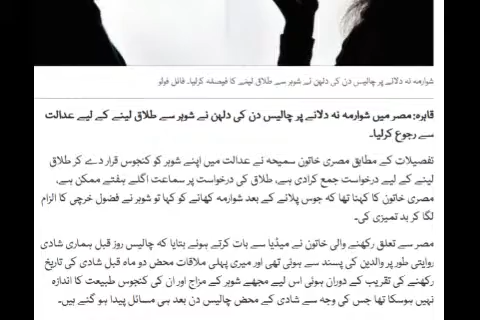 شوارمہ نہ دلانے پر چالیس دن کی دلہن نے شوہر سے طلاق لینے کا فیصلہ کرلیا۔ فائل فوٹو
قاہرہ: مصر میں شوارمہ نہ دلانے پر چالیس دن کی دلہن نے شوہر سے طلاق لینے کے لیے عدالت
سے رجوع کرلیا۔
تفصیلات کے مطابق مصری خاتون سمیحہ نے عدالت میں اپنے شوہر کو کنجوس قرار دے کر طلاق
لینے کے لیے درخواست جمع کرادی ہے، طلاق کی درخواست پر سماعت اگلے ہفتے ممکن ہے،
مصری خاتون کا کہنا تھا کہ جوس پلانے کے بعد شوارمہ کھانے کو کہا تو شوہر نے فضول خرچی کا الزام
لگا کر بد تمیزی کی۔
مصر سے تعلق رکھنے والی خاتون نے میڈیا سے بات کرتے ہوئے بتایا کہ چالیس روز قبل ہماری شادی
روایتی طور پر والدین کی پسند سے ہوئی تھی اور میری پہلی ملاقات محض دو ماہ قبل شادی کی تاریخ
رکھنے کی تقریب کے دوران ہوئی اس لیے مجھے شوہر کے مزاج اور ان کی کنجوس طبیعت کا اندازہ
نہیں ہوسکا تھا جس کی وجہ سے شادی کے محض چالیس دن بعد ہی مسائل پیدا ہو گئے ہیں۔